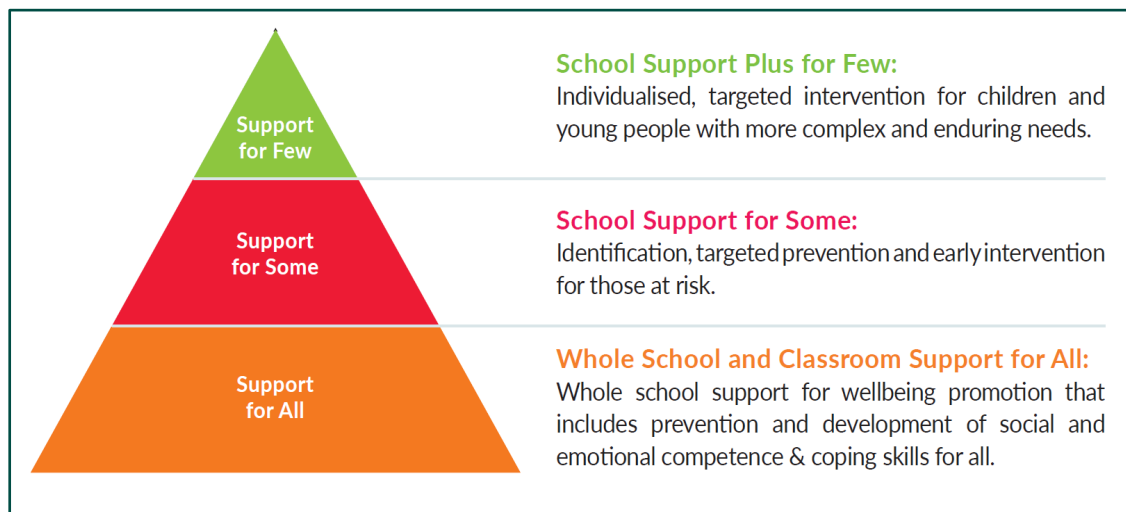 Support
for Few
School Support Plus for Few:
Individualised, targeted intervention for children and
young people with more complex and enduring needs.
Support
for Some
School Support for Some:
Identification, targeted prevention and early intervention
for those at risk.
Support
for All
Whole School and Classroom Support for All:
Whole school support for wellbeing promotion that
includes prevention and development of social and
emotional competence & coping skills for all.